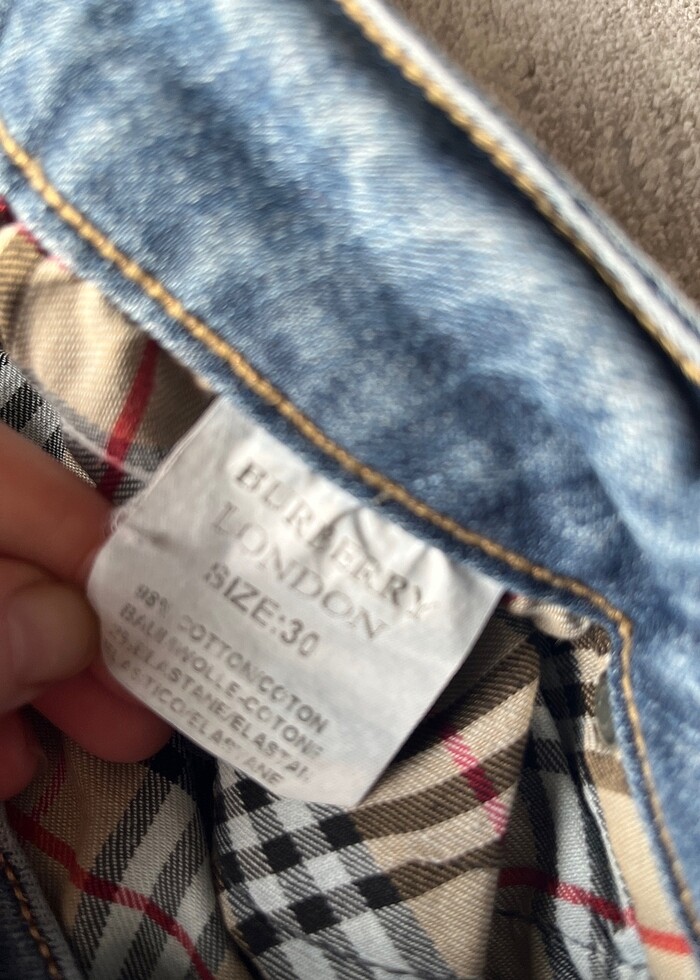 BURBERRY
LONDON
SIZE:30
98% COTTON/COTON
BAUMWOLLE-COTONE
2% ELASTANE/ELASTAN
ELASTICO/ELASTANE